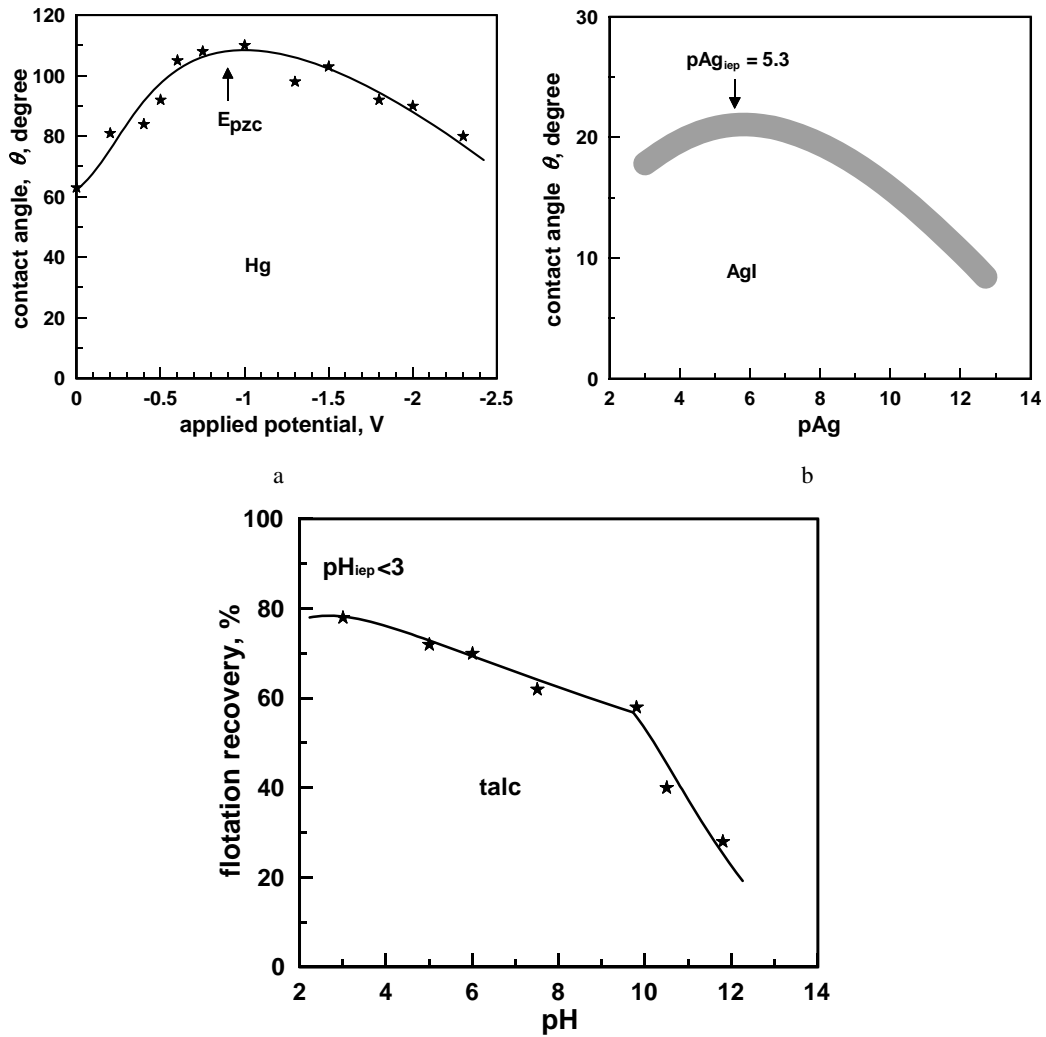 120
100
80
60
40
20
0
contact angle, θ, degree
Epzc
Hg
0 -0.5 -1 -1.5 -2 -2.5
applied potential, V
a
30
20
10
0
contact angle θ, degree
pAgiep = 5.3
AgI
2 4 6 8 10 12 14
pAg
b
100
80
60
40
20
0
flotation recovery, %
pHiep<3
talc
2 4 6 8 10 12 14
pH